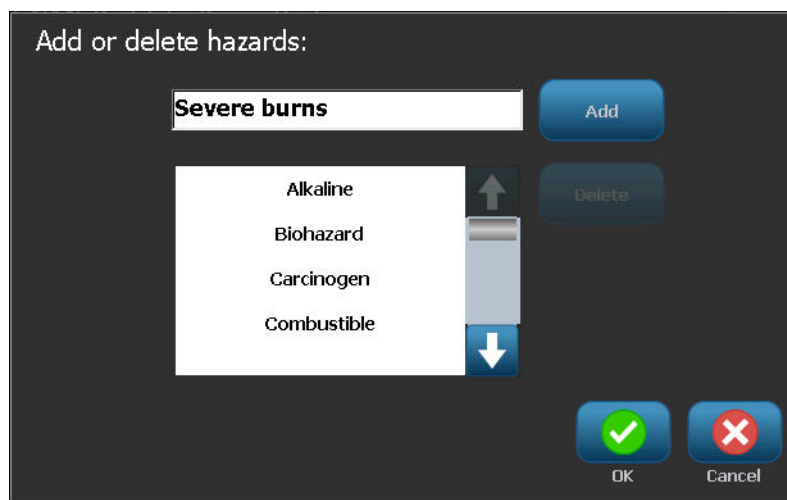 Add or delete hazards:
Severe burns
Add
Alkaline
Delete
Biohazard
Carcinogen
Combustible
OK
Cancel